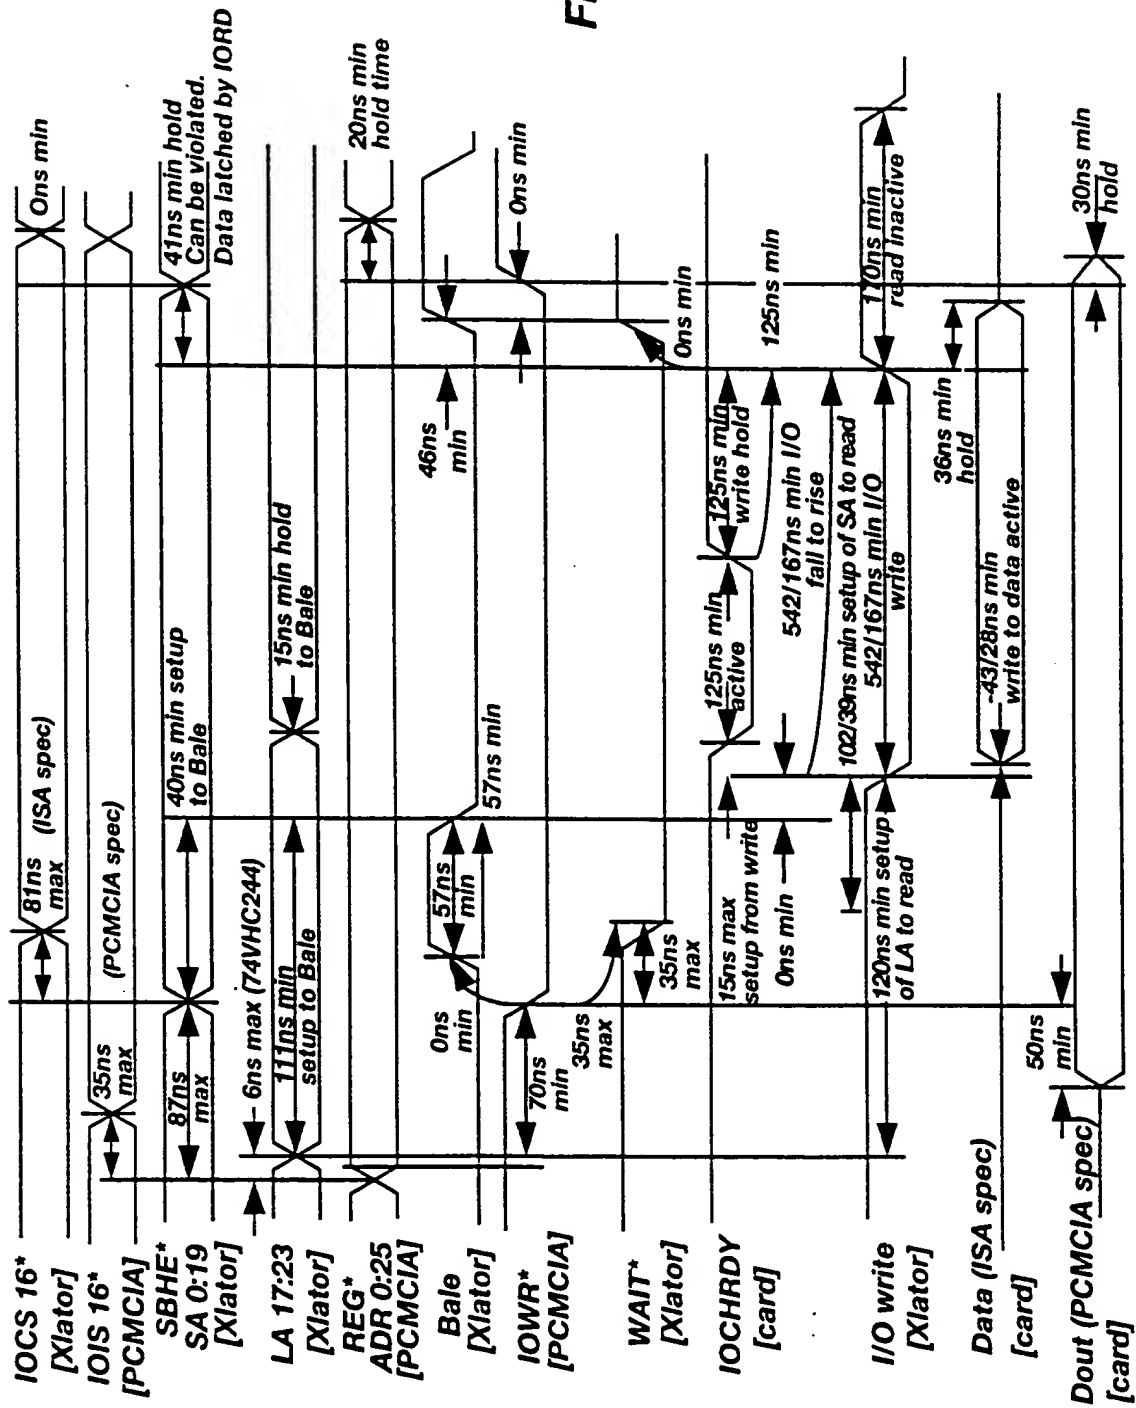 IOCS 16*
[Xlator]
81ns
max
(ISA spec)
0ns min
IOIS 16*
[PCMCIA]
35ns
max
(PCMCIA spec)
SBHE*
SA 0:19
[Xlator]
87ns
max
40ns min setup
to Bale
41ns min hold
Can be violated.
Data latched by IORD
6ns max (74VHC244)
LA 17:23
[Xlator]
111ns min
setup to Bale
15ns min hold
to Bale
REG*
ADR 0:25
[PCMCIA]
20ns min
hold time
Bale
[Xlator]
0ns
min
57ns
min
57ns min
46ns
min
IOWR*
[PCMCIA]
70ns
min
0ns min
35ns
max
WAIT*
[Xlator]
35ns
max
0ns min
IOCHRDY
[card]
15ns max
setup from write
125ns min
active
125ns min
write hold
125ns min
0ns min
542/167ns min I/O
fall to rise
102/39ns min setup of SA to read
I/O write
[Xlator]
120ns min setup
of LA to read
542/167ns min I/O
write
170ns min
read inactive
Data (ISA spec)
[card]
-43/28ns min
write to data active
36ns min
hold
Dout (PCMCIA spec)
[card]
50ns
min
30ns min
hold